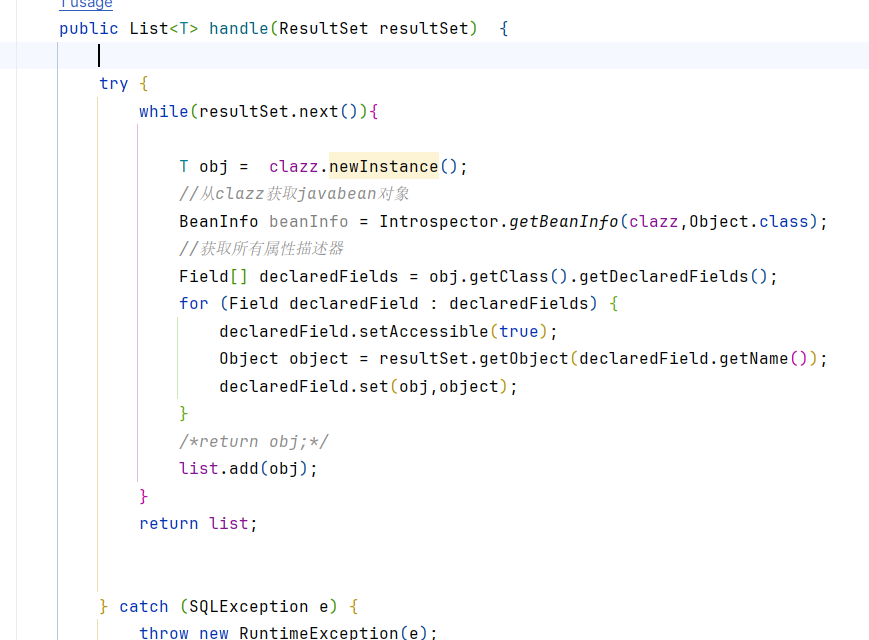 1 usage
public List<T> handle(ResultSet resultSet)  {
try {
while(resultSet.next()){
T obj =  clazz.newInstance();
//从clazz获取javabean对象
BeanInfo beanInfo = Introspector.getBeanInfo(clazz,Object.class);
//获取所有属性描述器
Field[] declaredFields = obj.getClass().getDeclaredFields();
for (Field declaredField : declaredFields) {
declaredField.setAccessible(true);
Object object = resultSet.getObject(declaredField.getName());
declaredField.set(obj,object);
}
/*return obj;*/
list.add(obj);
}
return list;
} catch (SQLException e) {
throw new RuntimeException(e);